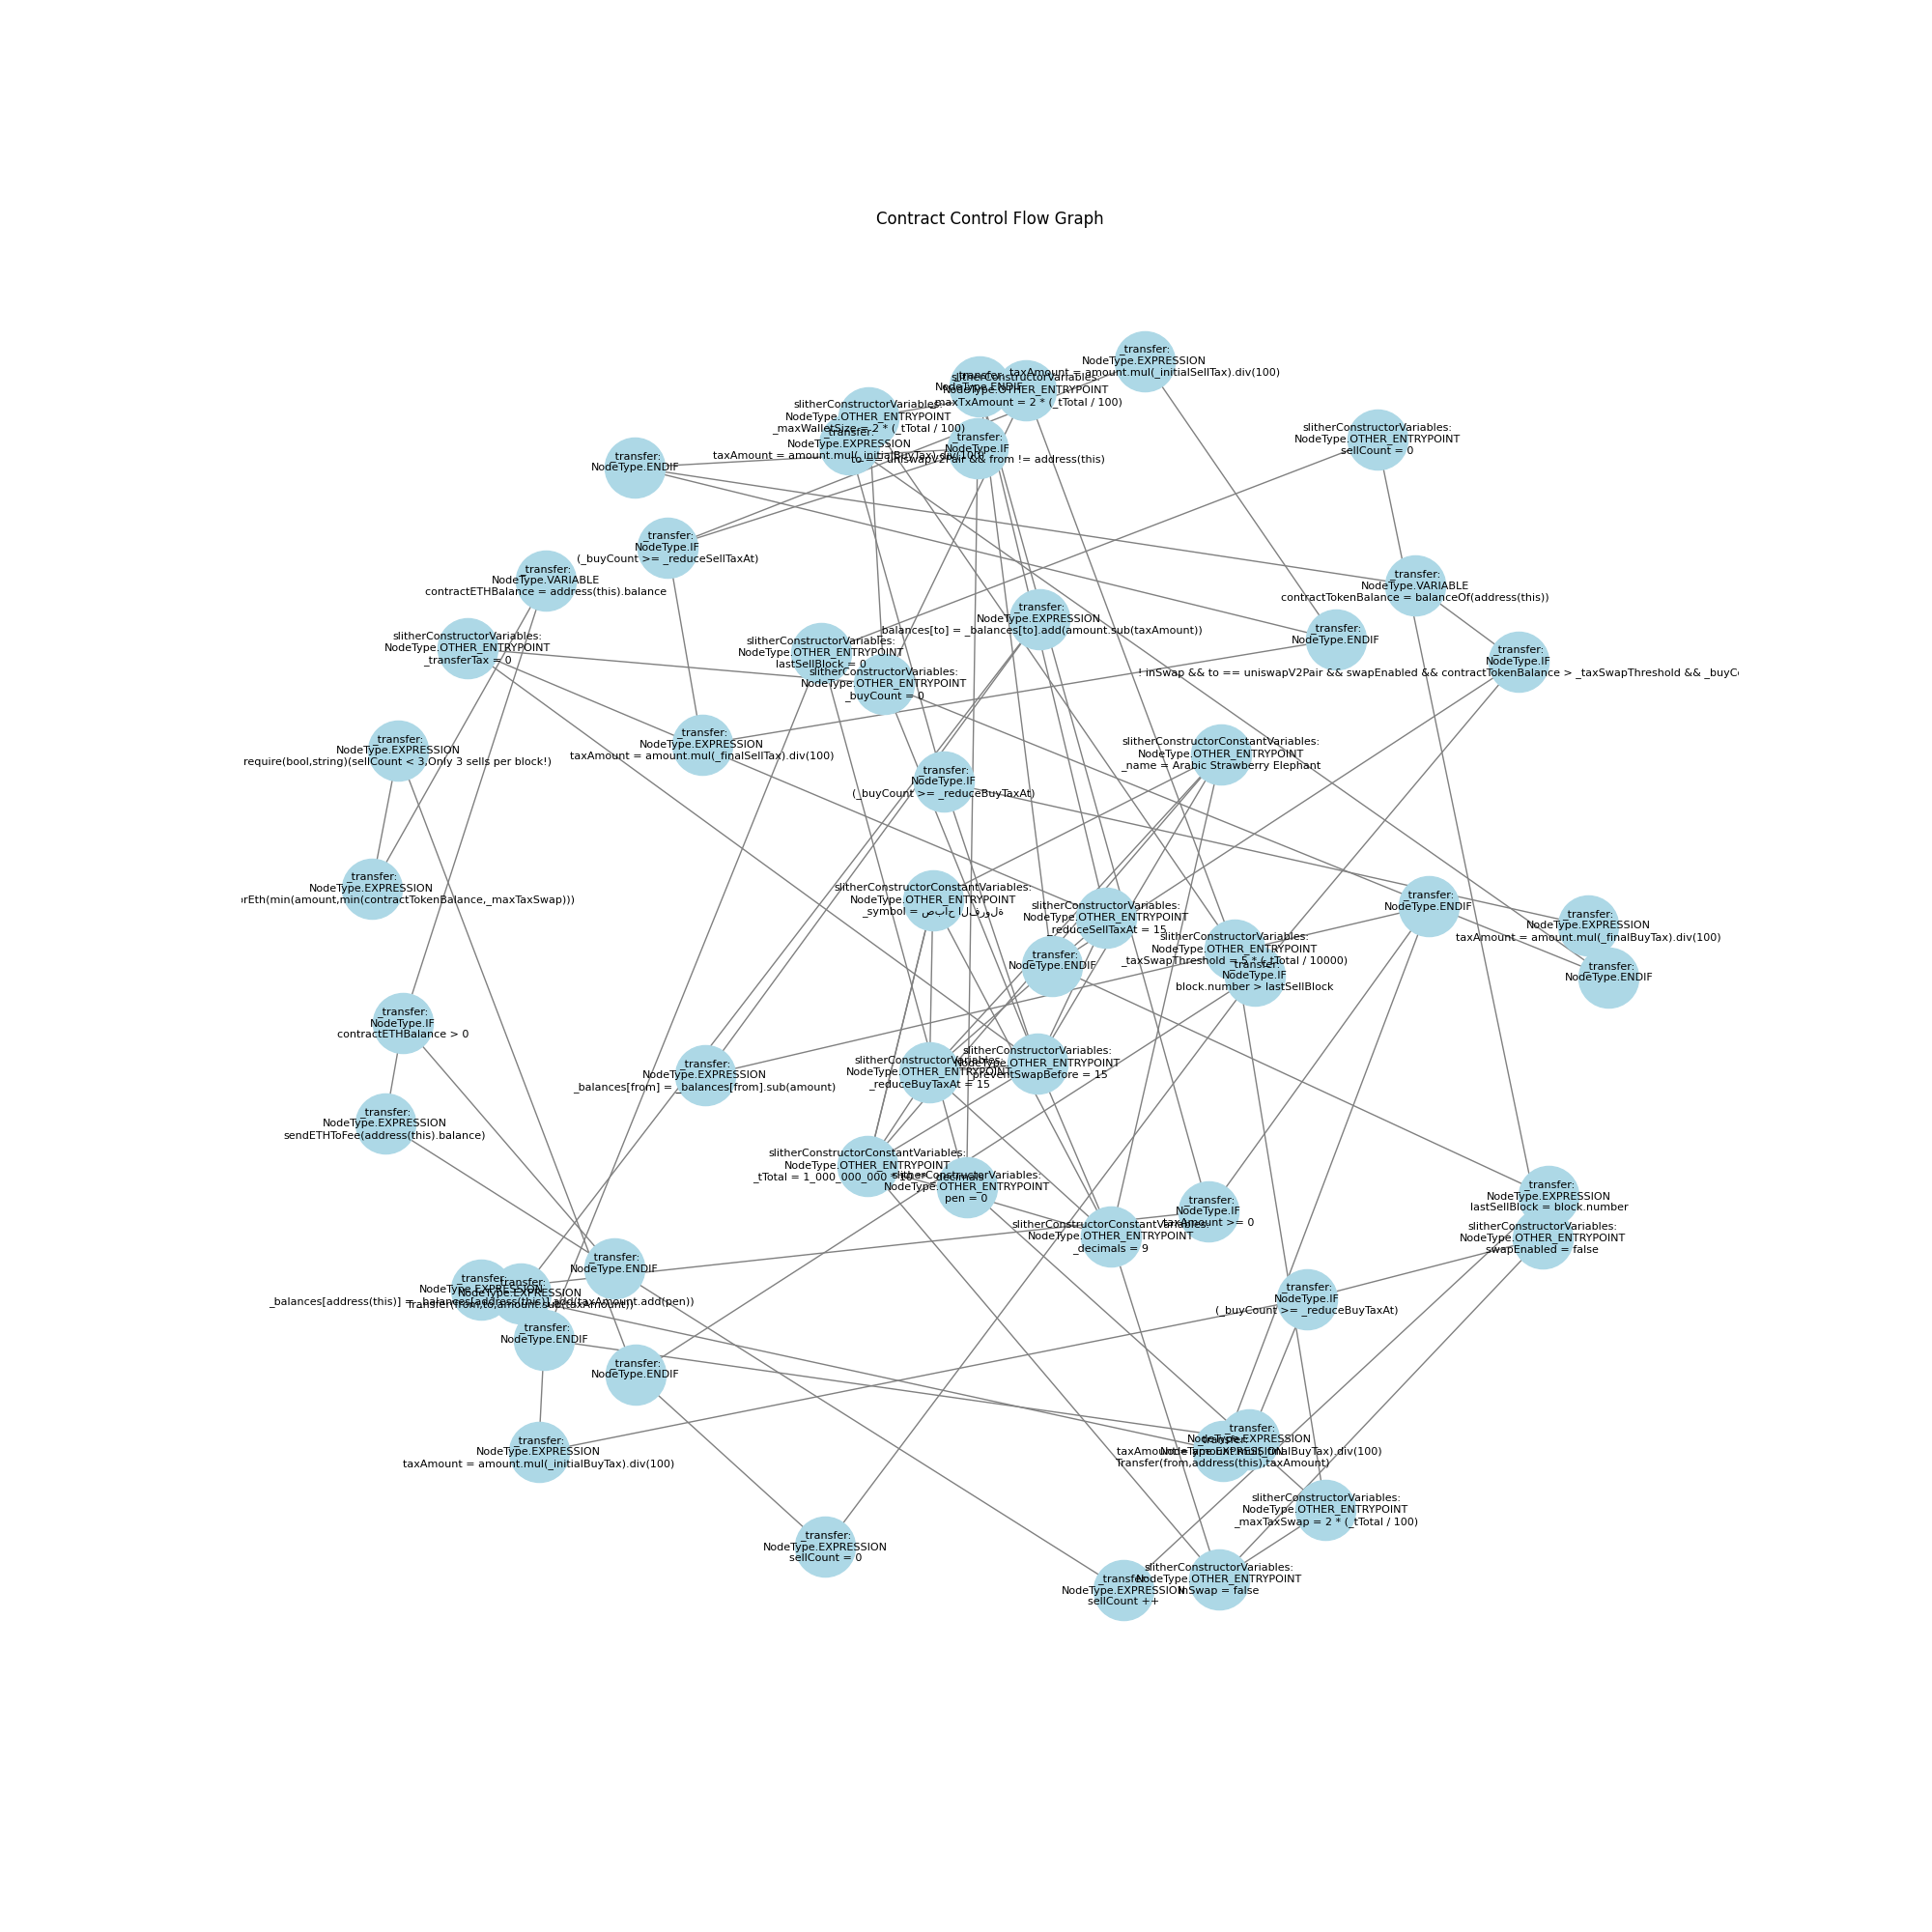 Contract Control Flow Graph
_transfer:
NodeType.EXPRESSION
taxAmount = amount.mul(_initialSellTax).div(100)
_transfer:
NodeType.ENDIF
slitherConstructorVariables:
NodeType.OTHER_ENTRYPOINT
_maxTxAmount = 2 * (_tTotal / 100)
slitherConstructorVariables:
NodeType.OTHER_ENTRYPOINT
_maxWalletSize = 2 * (_tTotal / 100)
_transfer:
NodeType.EXPRESSION
taxAmount = amount.mul(_initialBuyTax).div(100)
_transfer:
NodeType.IF
to == uniswapV2Pair && from != address(this)
slitherConstructorVariables:
NodeType.OTHER_ENTRYPOINT
sellCount = 0
_transfer:
NodeType.ENDIF
_transfer:
NodeType.IF
(_buyCount >= _reduceSellTaxAt)
_transfer:
NodeType.VARIABLE
contractETHBalance = address(this).balance
_transfer:
NodeType.VARIABLE
contractTokenBalance = balanceOf(address(this))
_transfer:
NodeType.EXPRESSION
_balances[to] = _balances[to].add(amount.sub(taxAmount))
_transfer:
NodeType.ENDIF
slitherConstructorVariables:
NodeType.OTHER_ENTRYPOINT
_transferTax = 0
slitherConstructorVariables:
NodeType.OTHER_ENTRYPOINT
lastSellBlock = 0
_transfer:
NodeType.IF
! inSwap && to == uniswapV2Pair && swapEnabled && contractTokenBalance > _taxSwapThreshold && _buyC
slitherConstructorVariables:
NodeType.OTHER_ENTRYPOINT
_buyCount = 0
_transfer:
NodeType.EXPRESSION
taxAmount = amount.mul(_finalSellTax).div(100)
_transfer:
NodeType.EXPRESSION
require(bool,string)(sellCount < 3,Only 3 sells per block!)
slitherConstructorConstantVariables:
NodeType.OTHER_ENTRYPOINT
_name = Arabic Strawberry Elephant
_transfer:
NodeType.IF
(_buyCount >= _reduceBuyTaxAt)
_transfer:
NodeType.EXPRESSION
rEth(min(amount,min(contractTokenBalance,_maxTaxSwap)))
slitherConstructorConstantVariables:
NodeType.OTHER_ENTRYPOINT
_symbol = صباح الفرولة
slitherConstructorVariables:
NodeType.OTHER_ENTRYPOINT
_reduceSellTaxAt = 15
_transfer:
NodeType.ENDIF
_transfer:
NodeType.EXPRESSION
taxAmount = amount.mul(_finalBuyTax).div(100)
slitherConstructorVariables:
NodeType.OTHER_ENTRYPOINT
_taxSwapThreshold = 5 * (_tTotal / 10000)
_transfer:
NodeType.ENDIF
_transfer:
NodeType.IF
block.number > lastSellBlock
_transfer:
NodeType.ENDIF
_transfer:
NodeType.IF
contractETHBalance > 0
slitherConstructorVariables:
NodeType.OTHER_ENTRYPOINT
_preventSwapBefore = 15
slitherConstructorVariables:
NodeType.OTHER_ENTRYPOINT
_reduceBuyTaxAt = 15
_transfer:
NodeType.EXPRESSION
_balances[from] = _balances[from].sub(amount)
_transfer:
NodeType.EXPRESSION
sendETHToFee(address(this).balance)
slitherConstructorConstantVariables:
NodeType.OTHER_ENTRYPOINT
_tTotal = 1_000_000_000 * 10 ** _decimals
slitherConstructorVariables:
NodeType.OTHER_ENTRYPOINT
pen = 0
_transfer:
NodeType.EXPRESSION
lastSellBlock = block.number
_transfer:
NodeType.IF
taxAmount >= 0
slitherConstructorConstantVariables:
NodeType.OTHER_ENTRYPOINT
_decimals = 9
slitherConstructorVariables:
NodeType.OTHER_ENTRYPOINT
swapEnabled = false
_transfer:
NodeType.ENDIF
_transfer:
NodeType.EXPRESSION
_balances[address(this)] = _balances[address(this)].add(taxAmount.add(pen))
_transfer:
NodeType.EXPRESSION
Transfer(from,to,amount.sub(taxAmount))
_transfer:
NodeType.IF
(_buyCount >= _reduceBuyTaxAt)
_transfer:
NodeType.ENDIF
_transfer:
NodeType.ENDIF
_transfer:
NodeType.EXPRESSION
taxAmount = amount.mul(_initialBuyTax).div(100)
_transfer:
NodeType.EXPRESSION
taxAmount = amount.mul(_finalBuyTax).div(100)
_transfer:
NodeType.EXPRESSION
Transfer(from,address(this),taxAmount)
slitherConstructorVariables:
NodeType.OTHER_ENTRYPOINT
_maxTaxSwap = 2 * (_tTotal / 100)
_transfer:
NodeType.EXPRESSION
sellCount = 0
slitherConstructorVariables:
NodeType.OTHER_ENTRYPOINT
inSwap = false
_transfer:
NodeType.EXPRESSION
sellCount ++